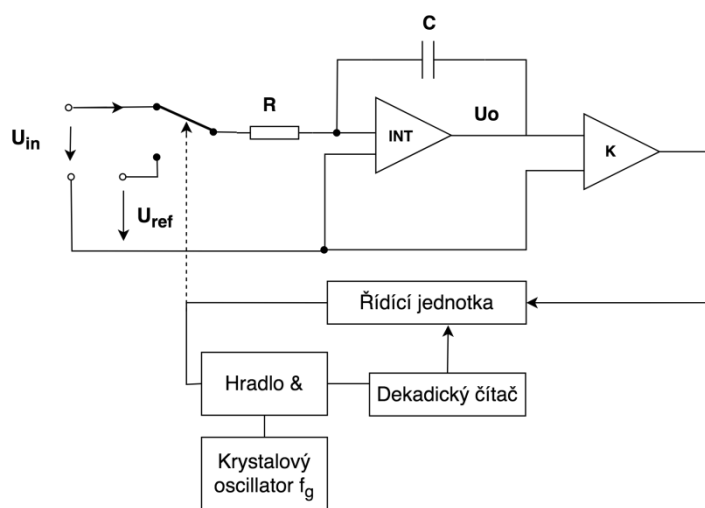 C
R
U_in
INT
Uo
K
U_ref
Řídící jednotka
Hradlo &
Dekadický čítač
Krystalový
oscillator f_g